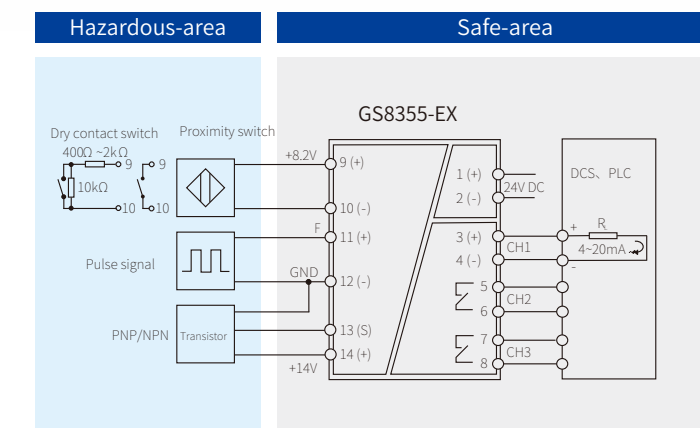 Hazardous-area
Safe-area
GS8355-EX
Dry contact switch
Proximity switch
400Ω ~2kΩ
9
9
10kΩ
10
10
+8.2V
9 (+)
10 (-)
F
11 (+)
Pulse signal
GND
12 (-)
PNP/NPN
Transistor
13 (S)
14 (+)
+14V
1 (+)
2 (-)
24V DC
3 (+)
4 (-)
CH1
5
6
CH2
7
8
CH3
DCS、PLC
+
RL
4~20mA
-